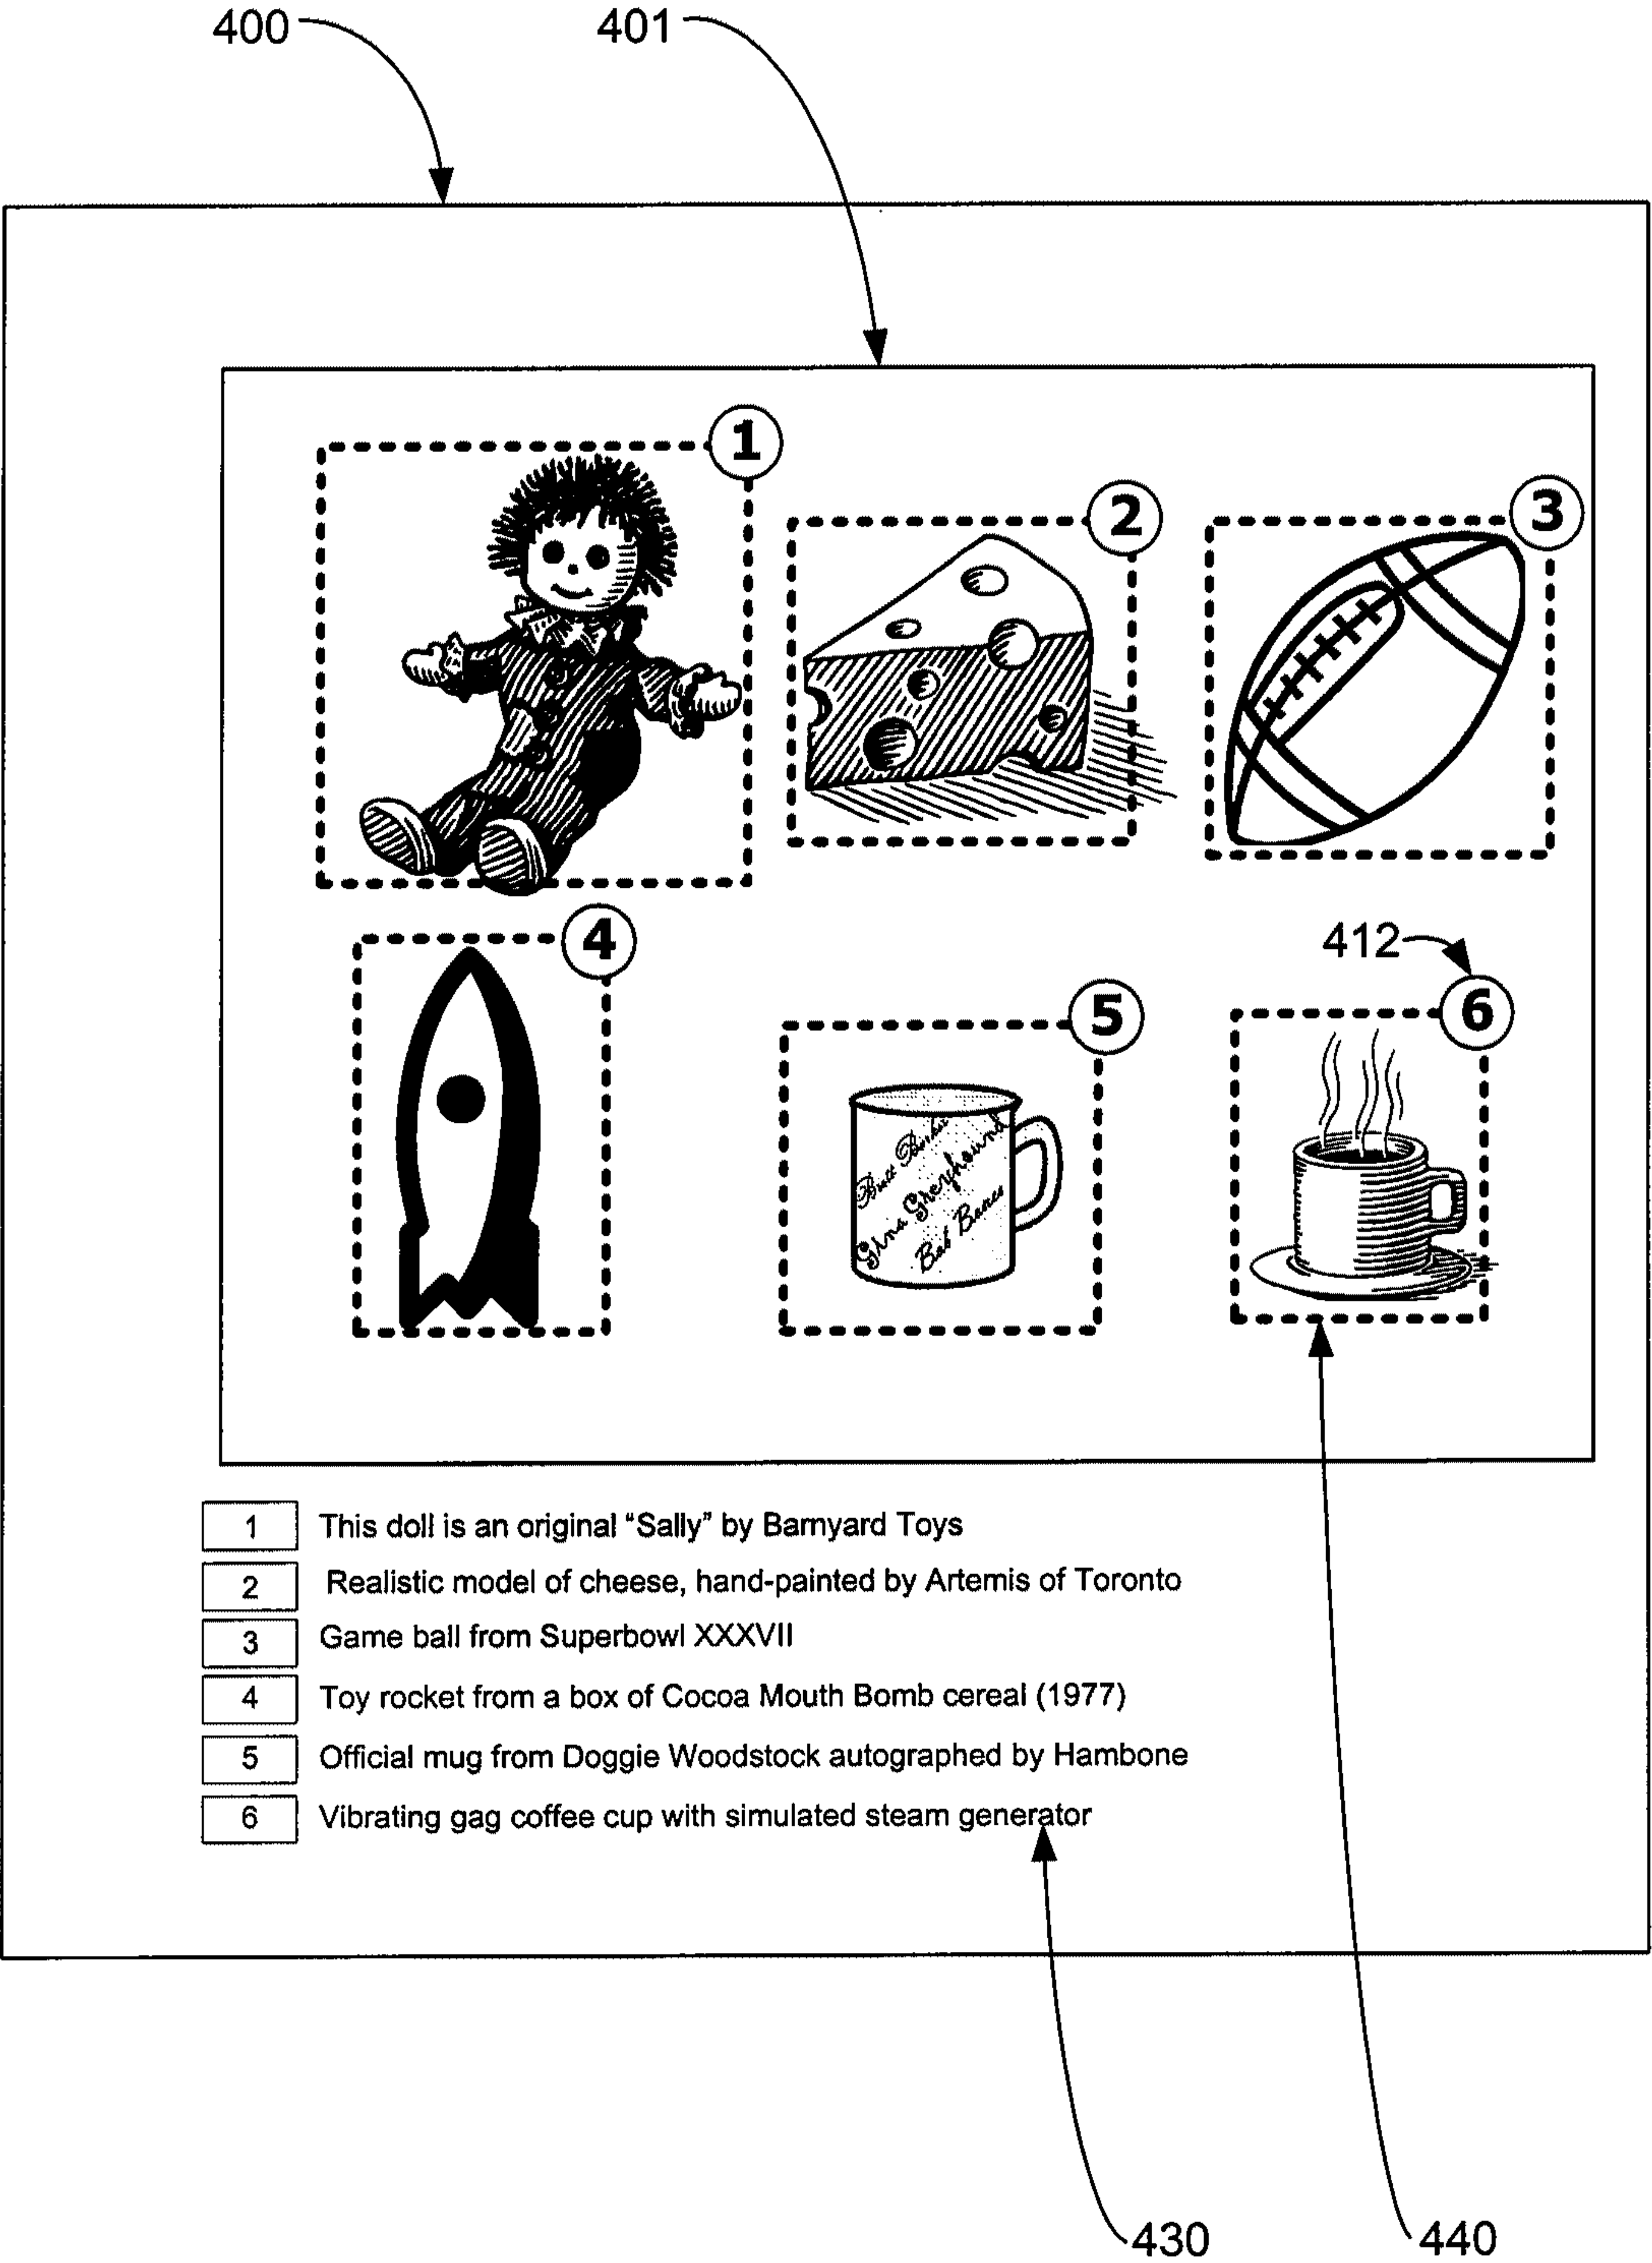 400
401
1
2
3
4
412
5
6
Gina Greyhound
1 This doll is an original “Sally” by Barnyard Toys
2 Realistic model of cheese, hand-painted by Artemis of Toronto
3 Game ball from Superbowl XXXVII
4 Toy rocket from a box of Cocoa Mouth Bomb cereal (1977)
5 Official mug from Doggie Woodstock autographed by Hambone
6 Vibrating gag coffee cup with simulated steam generator
430
440